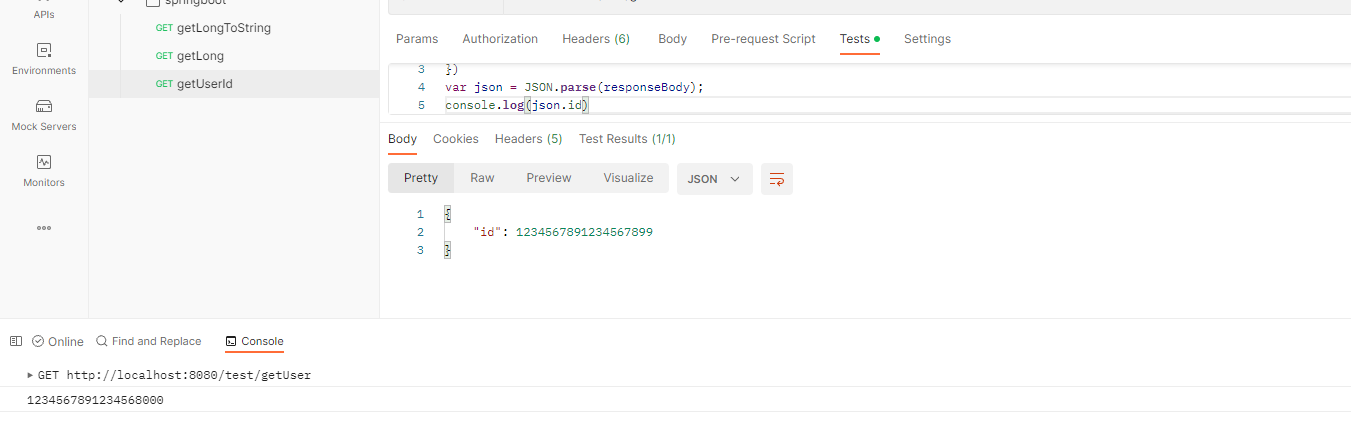 APIs
springboot
GET getLongToString
Environments
GET getLong
GET getUserId
Mock Servers
Monitors
Params Authorization Headers (6) Body Pre-request Script Tests Settings
3 })
4 var json = JSON.parse(responseBody);
5 console.log(json.id)
Body Cookies Headers (5) Test Results (1/1)
Pretty Raw Preview Visualize JSON
1 {
2 "id": 1234567891234567899
3 }
Online Find and Replace Console
GET http://localhost:8080/test/getUser
1234567891234568000